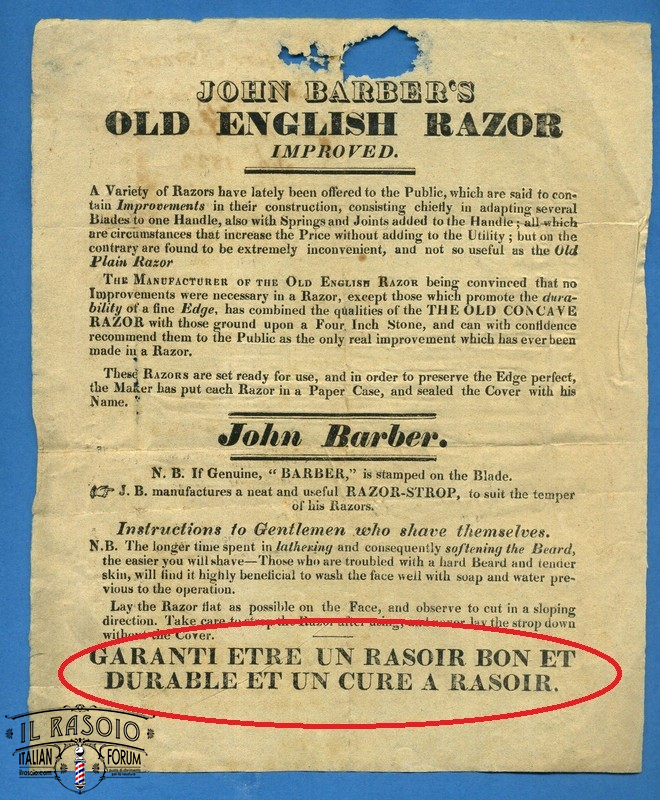 JOHN BARBER'S
OLD ENGLISH RAZOR
IMPROVED.
A Variety of Razors have lately been offered to the Public, which are said to con-
tain Improvements in their construction, consisting chiefly in adapting several
Blades to one Handle, also with Springs and Joints added to the Handle; all which
are circumstances that increase the Price without adding to the Utility; but on the
contrary are found to be extremely inconvenient, and not so useful as the Old
Plain Razor
The Manufacturer of the Old English Razor being convinced that no
Improvements were necessary in a Razor, except those which promote the dura-
bility of a fine Edge, has combined the qualities of the THE OLD CONCAVE
RAZOR with those ground upon a Four Inch Stone, and can with confidence
recommend them to the Public as the only real improvement which has ever been
made in a Razor.
These Razors are set ready for use, and in order to preserve the Edge perfect,
the Maker has put each Razor in a Paper Case, and sealed the Cover with his
Name.
John Barber.
N. B. If Genuine, "BARBER," is stamped on the Blade.
J. B. manufactures a neat and useful RAZOR-STROP, to suit the temper
of his Razors.
Instructions to Gentlemen who shave themselves.
N.B. The longer time spent in lathering and consequently softening the Beard,
the easier you will shave—Those who are troubled with a hard Beard and tender
skin, will find it highly beneficial to wash the face well with soap and water pre-
vious to the operation.
Lay the Razor flat as possible on the Face, and observe to cut in a sloping
direction. Take care to strop the Razor after using, and never lay the strop down
without the Cover.
GARANTI ETRE UN RASOIR BON ET
DURABLE ET UN CURE A RASOIR.
IL RASOIO
ITALIAN FORUM
ilrasoio.com